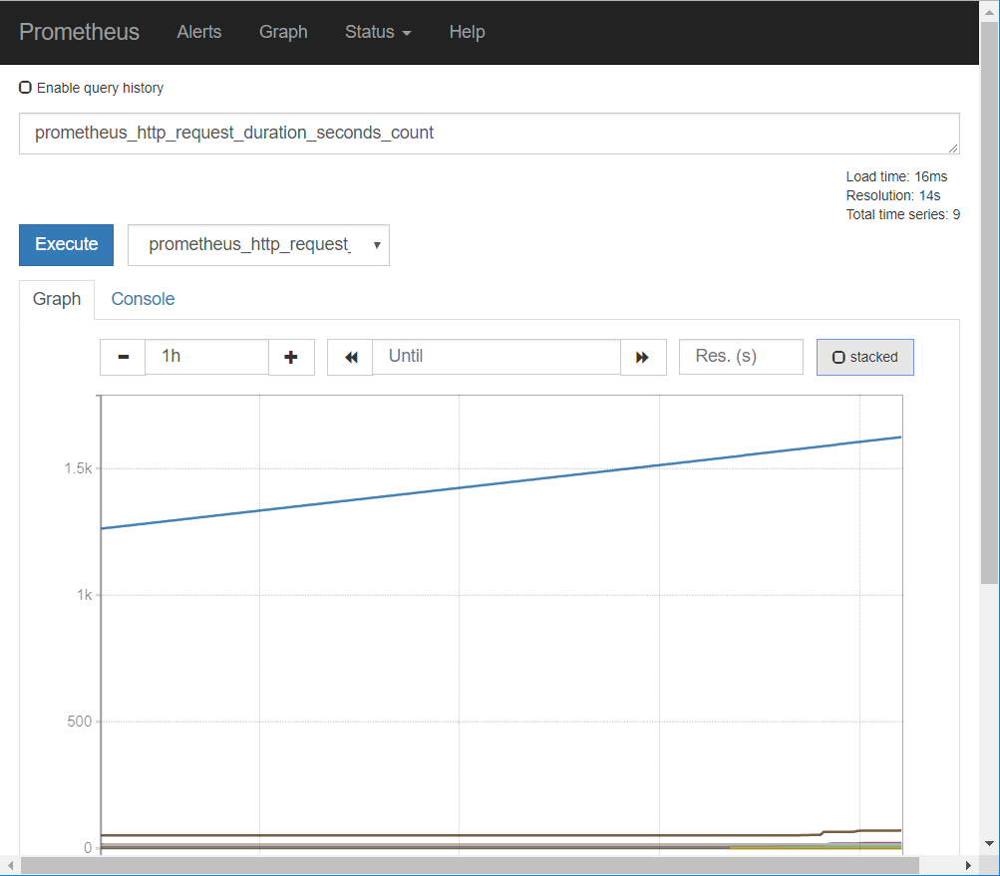 Prometheus Alerts Graph Status Help
Enable query history
prometheus_http_request_duration_seconds_count
Load time: 16ms
Resolution: 14s
Total time series: 9
Execute prometheus_http_request_
Graph Console
1h Until Res. (s) stacked
1.5k
1k
500
0